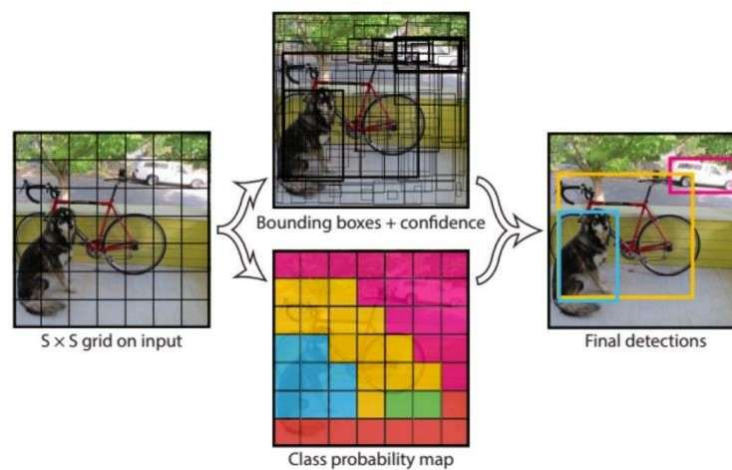 Bounding boxes + confidence
S × S grid on input
Final detections
Class probability map